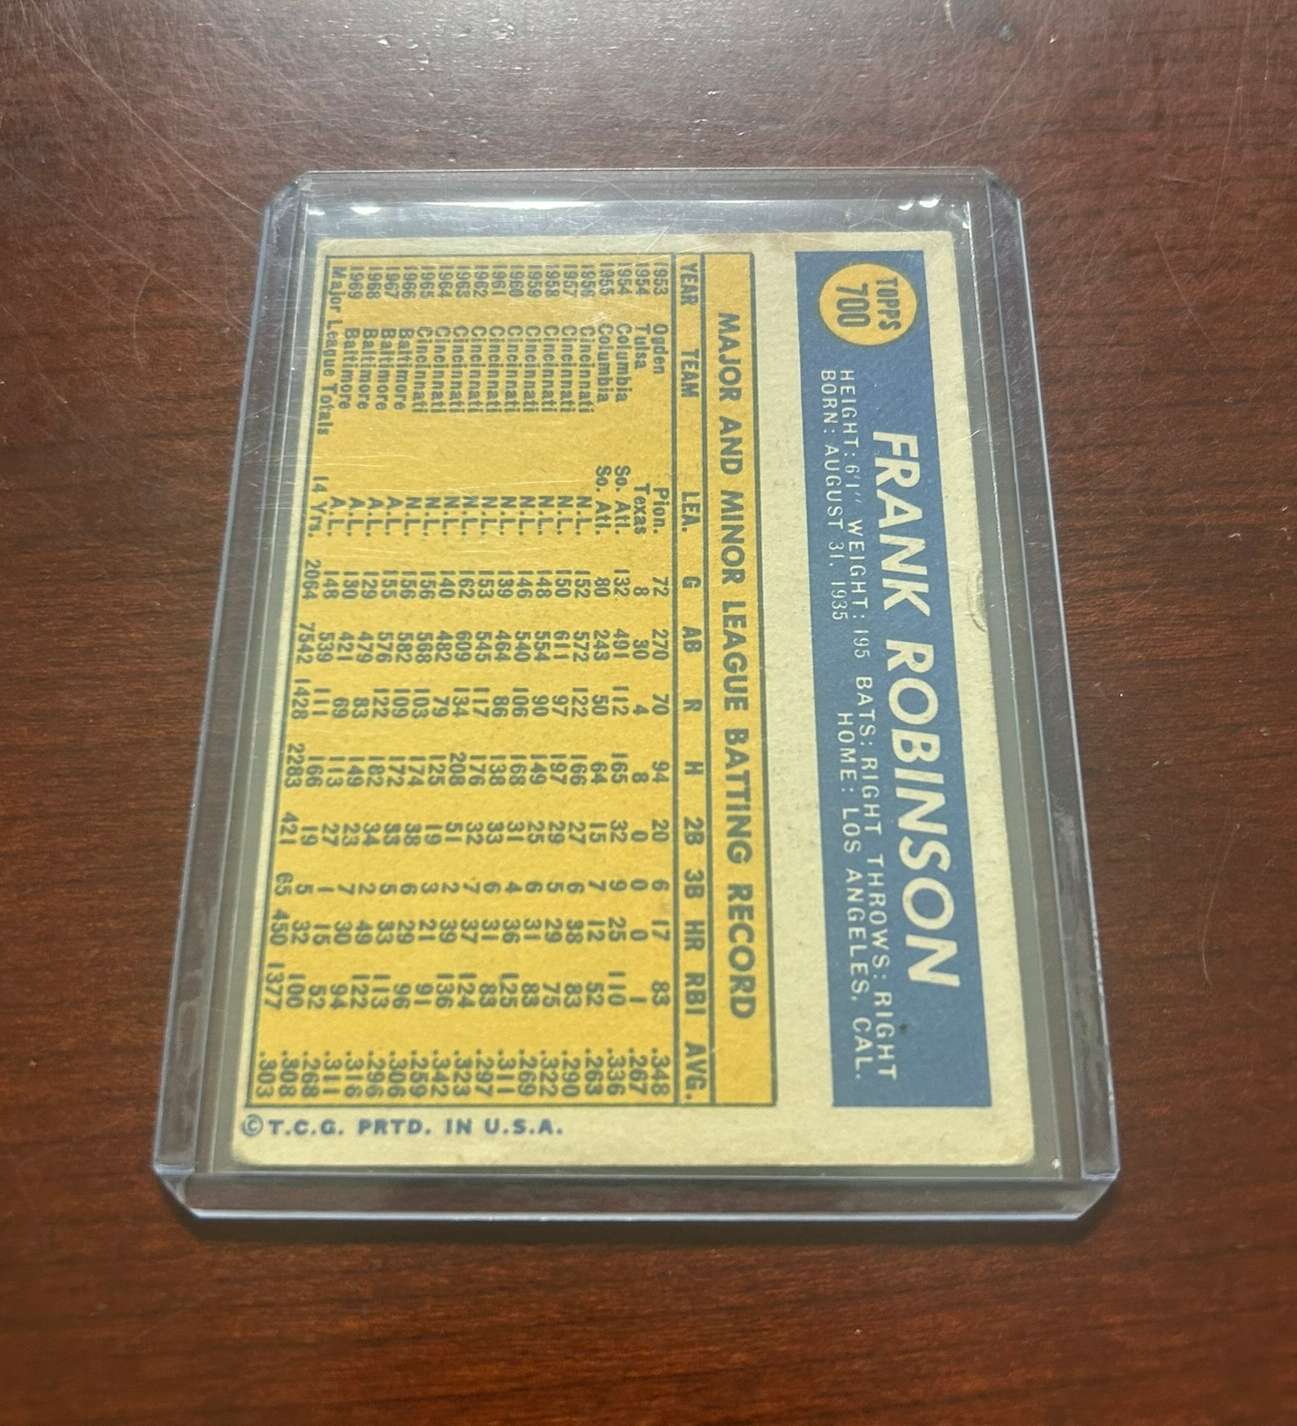 TOPPS
700
FRANK ROBINSON
HEIGHT: 6'1" WEIGHT: 195 BATS: RIGHT THROWS: RIGHT
BORN: AUGUST 31, 1935 HOME: LOS ANGELES, CAL.
MAJOR AND MINOR LEAGUE BATTING RECORD
YEAR TEAM LEA. G AB R H 2B 3B HR RBI AVG.
1953 Ogden Pion. 72 270 70 94 20 6 17 83 .348
1954 Tulsa Texas 8 30 4 8 0 0 0 1 .267
1954 Columbia So. Atl. 132 491 112 165 32 9 25 110 .336
1955 Columbia So. Atl. 80 243 50 64 15 7 12 52 .263
1956 Cincinnati N.L. 152 572 122 166 27 6 38 83 .290
1957 Cincinnati N.L. 150 611 97 197 29 5 29 75 .322
1958 Cincinnati N.L. 148 554 90 149 25 6 31 83 .269
1959 Cincinnati N.L. 146 540 106 168 31 4 36 125 .311
1960 Cincinnati N.L. 139 464 86 138 33 6 31 83 .297
1961 Cincinnati N.L. 153 545 117 176 32 7 37 124 .323
1962 Cincinnati N.L. 162 609 134 208 51 2 39 136 .342
1963 Cincinnati N.L. 140 482 79 125 19 3 21 91 .259
1964 Cincinnati N.L. 156 568 103 174 38 6 29 96 .306
1965 Cincinnati N.L. 156 582 109 172 33 5 33 113 .296
1966 Baltimore A.L. 155 576 122 182 34 2 49 122 .316
1967 Baltimore A.L. 129 479 83 149 23 7 30 94 .311
1968 Baltimore A.L. 130 421 69 113 27 1 15 52 .268
1969 Baltimore A.L. 148 539 111 166 19 5 32 100 .308
Major League Totals 14 Yrs. 2064 7542 1428 2283 421 65 450 1377 .303
© T.C.G. PRTD. IN U.S.A.